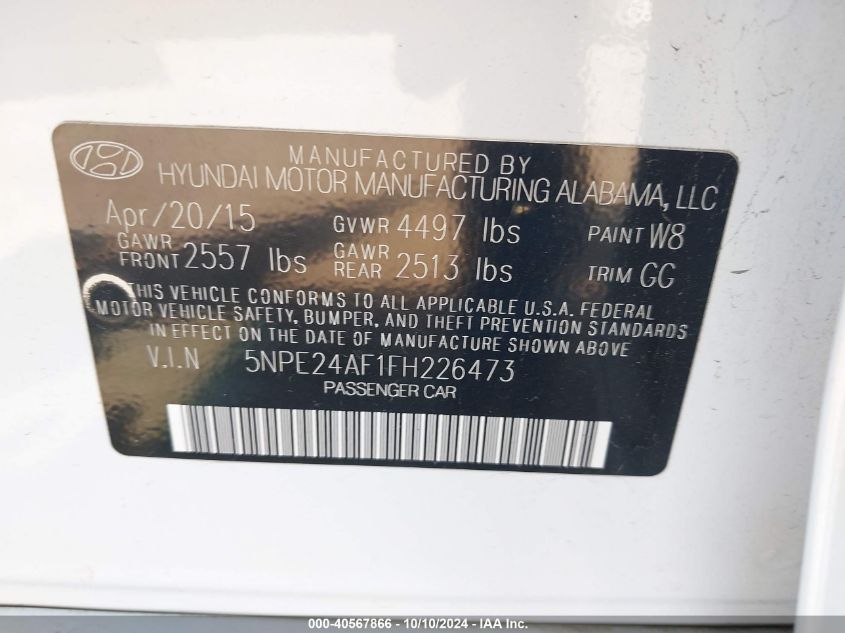 MANUFACTURED BY
HYUNDAI MOTOR MANUFACTURING ALABAMA, LLC
Apr/20/15 GVWR 4497 lbs PAINT W8
GAWR FRONT 2557 lbs GAWR REAR 2513 lbs TRIM GG
THIS VEHICLE CONFORMS TO ALL APPLICABLE U.S.A. FEDERAL
MOTOR VEHICLE SAFETY, BUMPER, AND THEFT PREVENTION STANDARDS
IN EFFECT ON THE DATE OF MANUFACTURE SHOWN ABOVE
V.I.N 5NPE24AF1FH226473
PASSENGER CAR
000-40567866 - 10/10/2024 - IAA Inc.